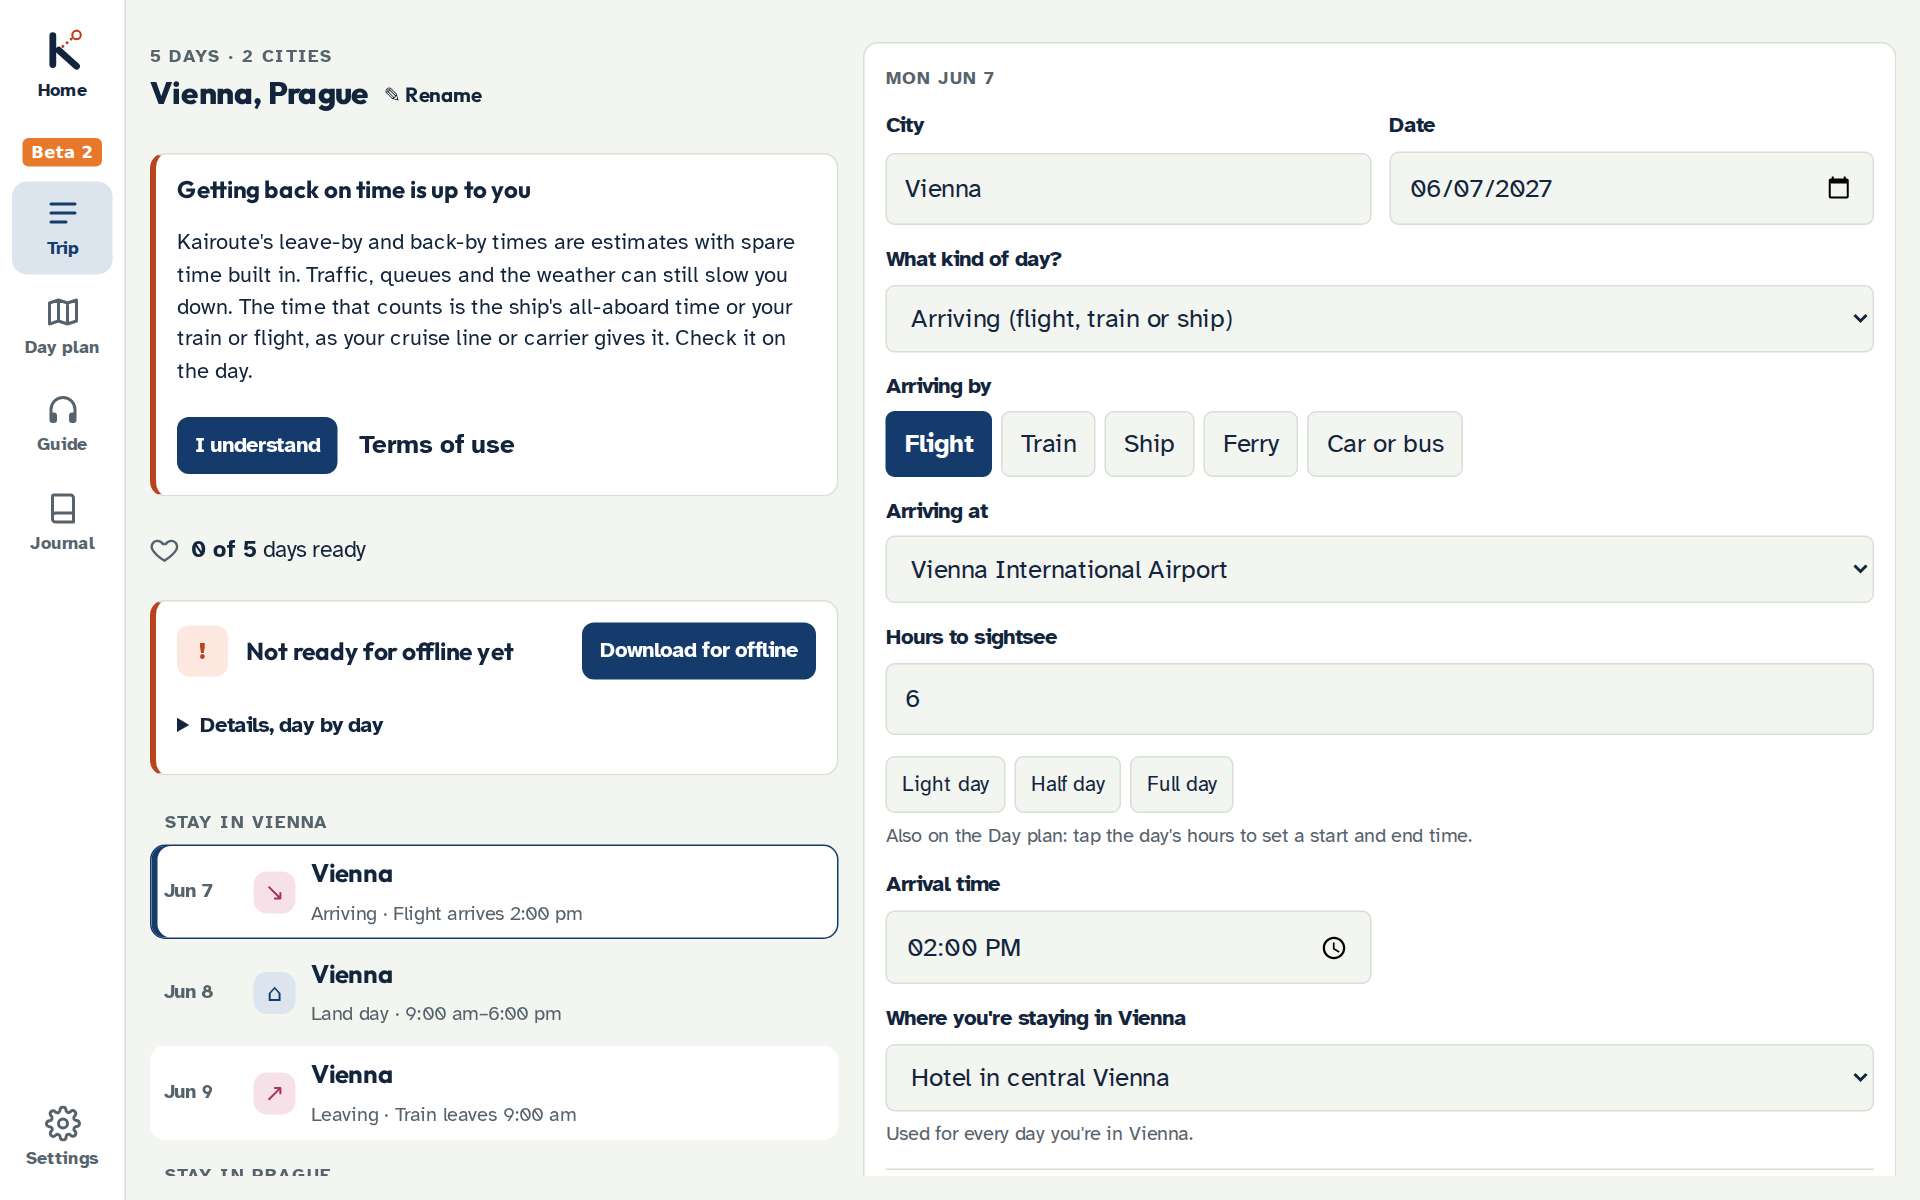 Home
Beta 2
Trip
Day plan
Guide
Journal
Settings
5 DAYS · 2 CITIES
Vienna, Prague ✎ Rename
Getting back on time is up to you
Kairoute's leave-by and back-by times are estimates with spare
time built in. Traffic, queues and the weather can still slow you
down. The time that counts is the ship's all-aboard time or your
train or flight, as your cruise line or carrier gives it. Check it on
the day.
I understand
Terms of use
0 of 5 days ready
! Not ready for offline yet
Download for offline
▶ Details, day by day
STAY IN VIENNA
Jun 7
Vienna
Arriving · Flight arrives 2:00 pm
Jun 8
Vienna
Land day · 9:00 am–6:00 pm
Jun 9
Vienna
Leaving · Train leaves 9:00 am
STAY IN PRAGUE
MON JUN 7
City
Vienna
Date
06/07/2027
What kind of day?
Arriving (flight, train or ship)
Arriving by
Flight
Train
Ship
Ferry
Car or bus
Arriving at
Vienna International Airport
Hours to sightsee
6
Light day
Half day
Full day
Also on the Day plan: tap the day's hours to set a start and end time.
Arrival time
02:00 PM
Where you're staying in Vienna
Hotel in central Vienna
Used for every day you're in Vienna.